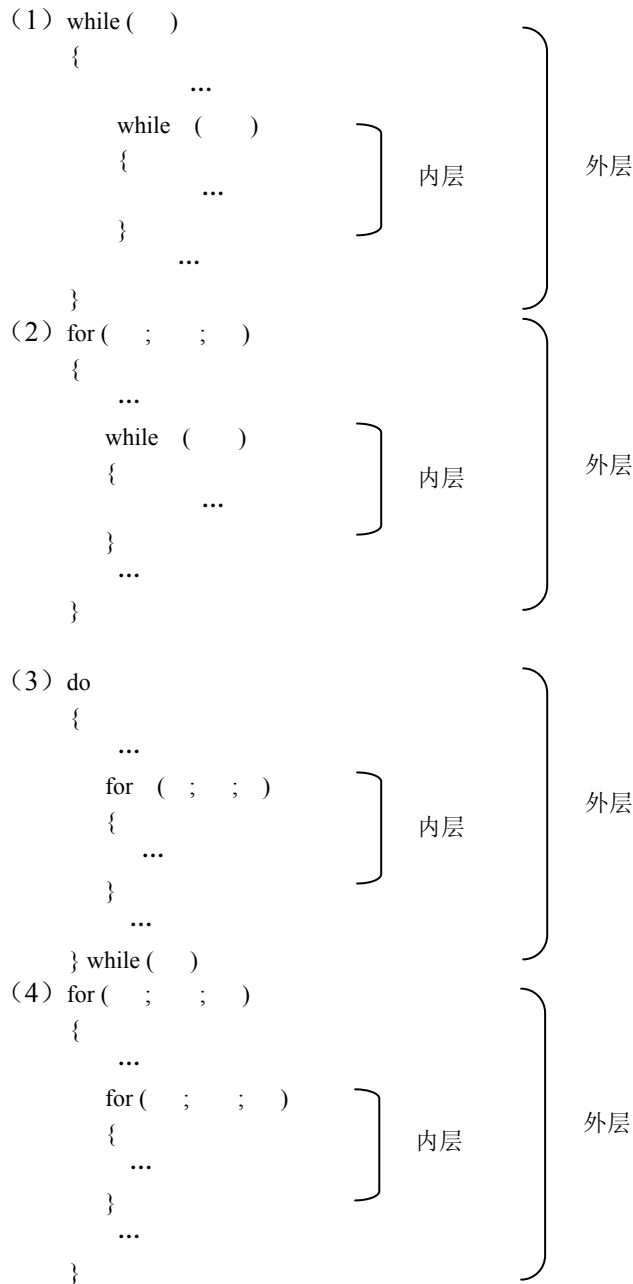 （1）while (    )
{
…
while  (    )
{
内层
外层
…
}
…
}
（2）for (  ;  ;  )
{
…
while  (    )
{
内层
外层
…
}
…
}
（3）do
{
…
for  (  ;  ;  )
{
内层
外层
…
}
…
} while (    )
（4）for (  ;  ;  )
{
…
for (  ;  ;  )
{
内层
外层
…
}
…
}